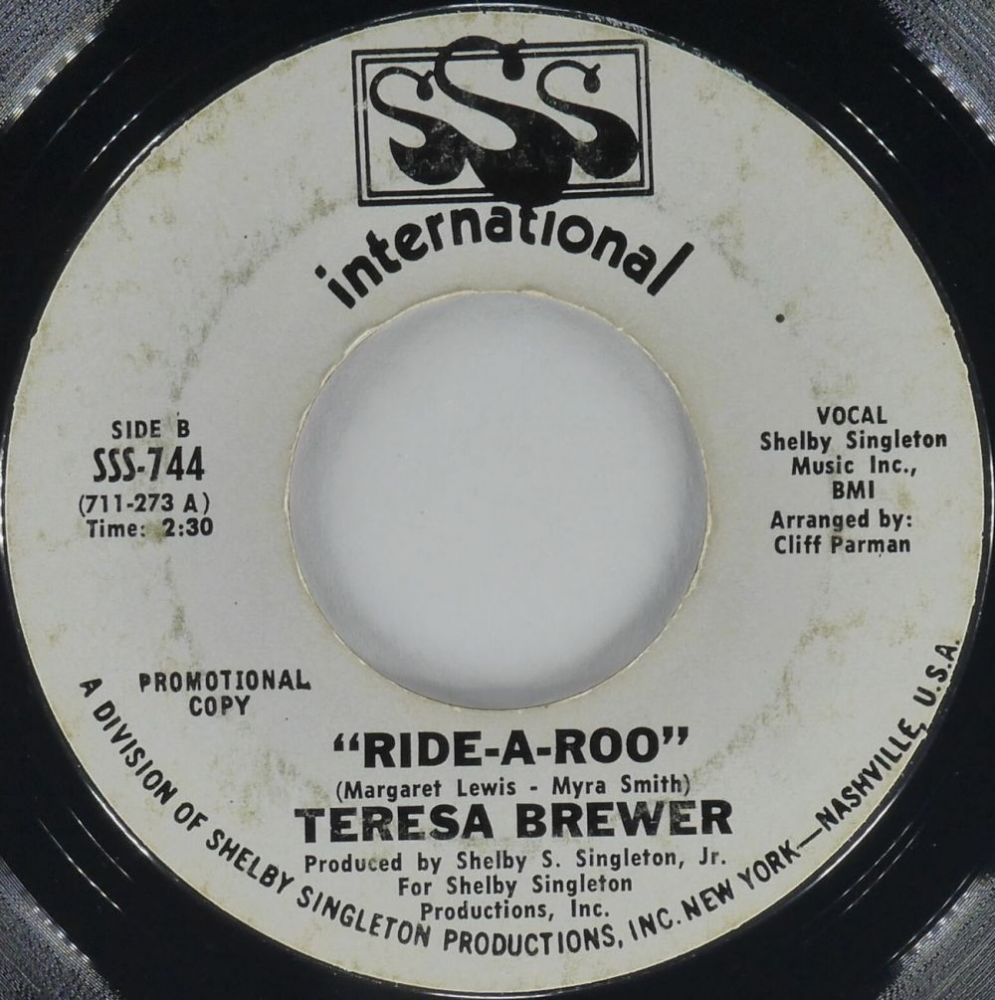 SSS
international
SIDE B
SSS-744
(711-273 A)
Time: 2:30
VOCAL
Shelby Singleton
Music Inc.,
BMI
Arranged by:
Cliff Parman
PROMOTIONAL
COPY
"RIDE-A-ROO"
(Margaret Lewis - Myra Smith)
TERESA BREWER
Produced by Shelby S. Singleton, Jr.
For Shelby Singleton
Productions, Inc.
A DIVISION OF SHELBY SINGLETON PRODUCTIONS, INC. NEW YORK—NASHVILLE, U.S.A.